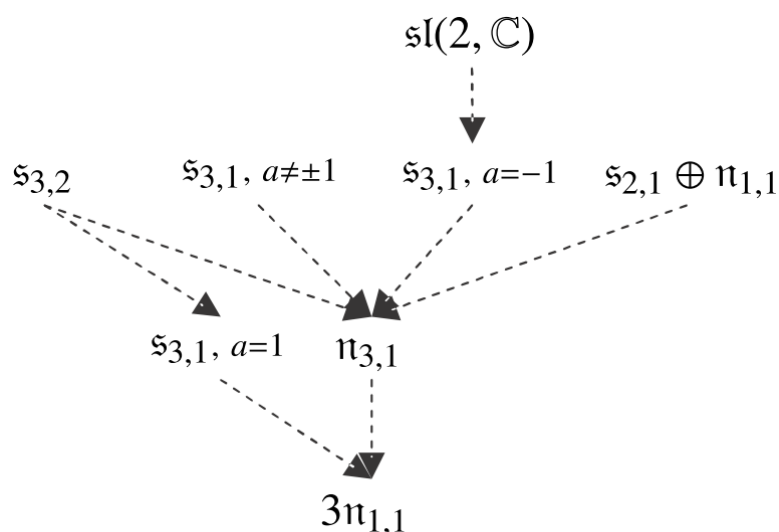 𝔰𝔩(2, ℂ)
𝔰₃,₂ 𝔰₃,₁, a≠±1 𝔰₃,₁, a=−1 𝔰₂,₁ ⊕ 𝔫₁,₁
𝔰₃,₁, a=1 𝔫₃,₁
3𝔫₁,₁